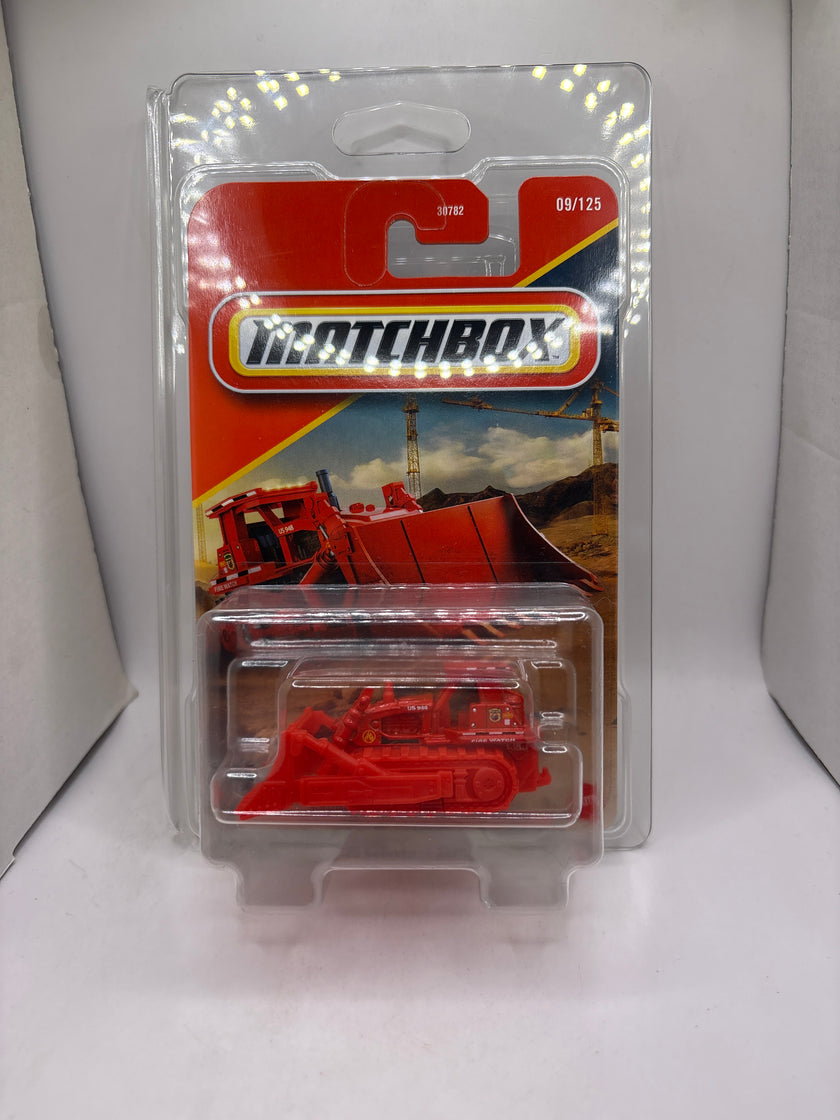 30782
09/125
MATCHBOX
US 948
FIRE WATCH
US 948
FIRE WATCH